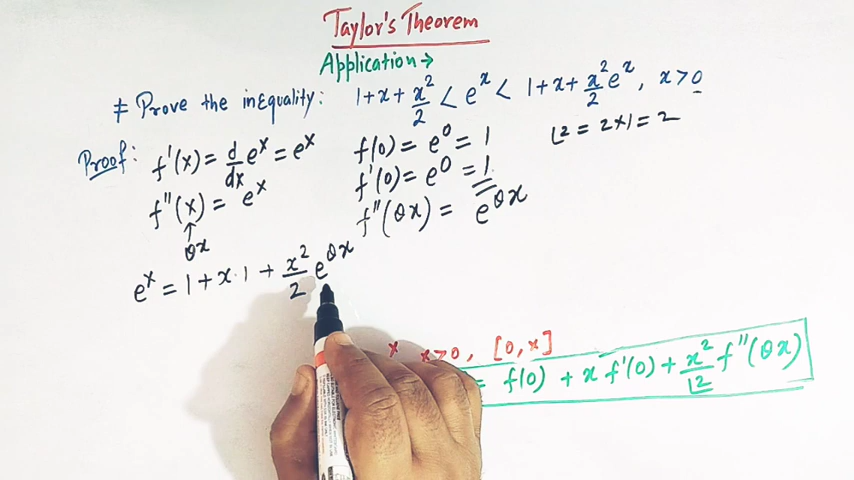 Taylor's Theorem
Application →
≠ Prove the inequality: 1+x+x²/2 < eˣ < 1+x+x²/2 eˣ, x>0
Proof: f'(x) = d/dx eˣ = eˣ
f''(x) = eˣ
↑
θx
f(0) = e⁰ = 1
f'(0) = e⁰ = 1
f''(θx) = e^θx
∟2 = 2×1 = 2
eˣ = 1+x·1+x²/2 e^θx
x>0, [0,x]
= f(0) + x f'(0) + x²/∟2 f''(θx)